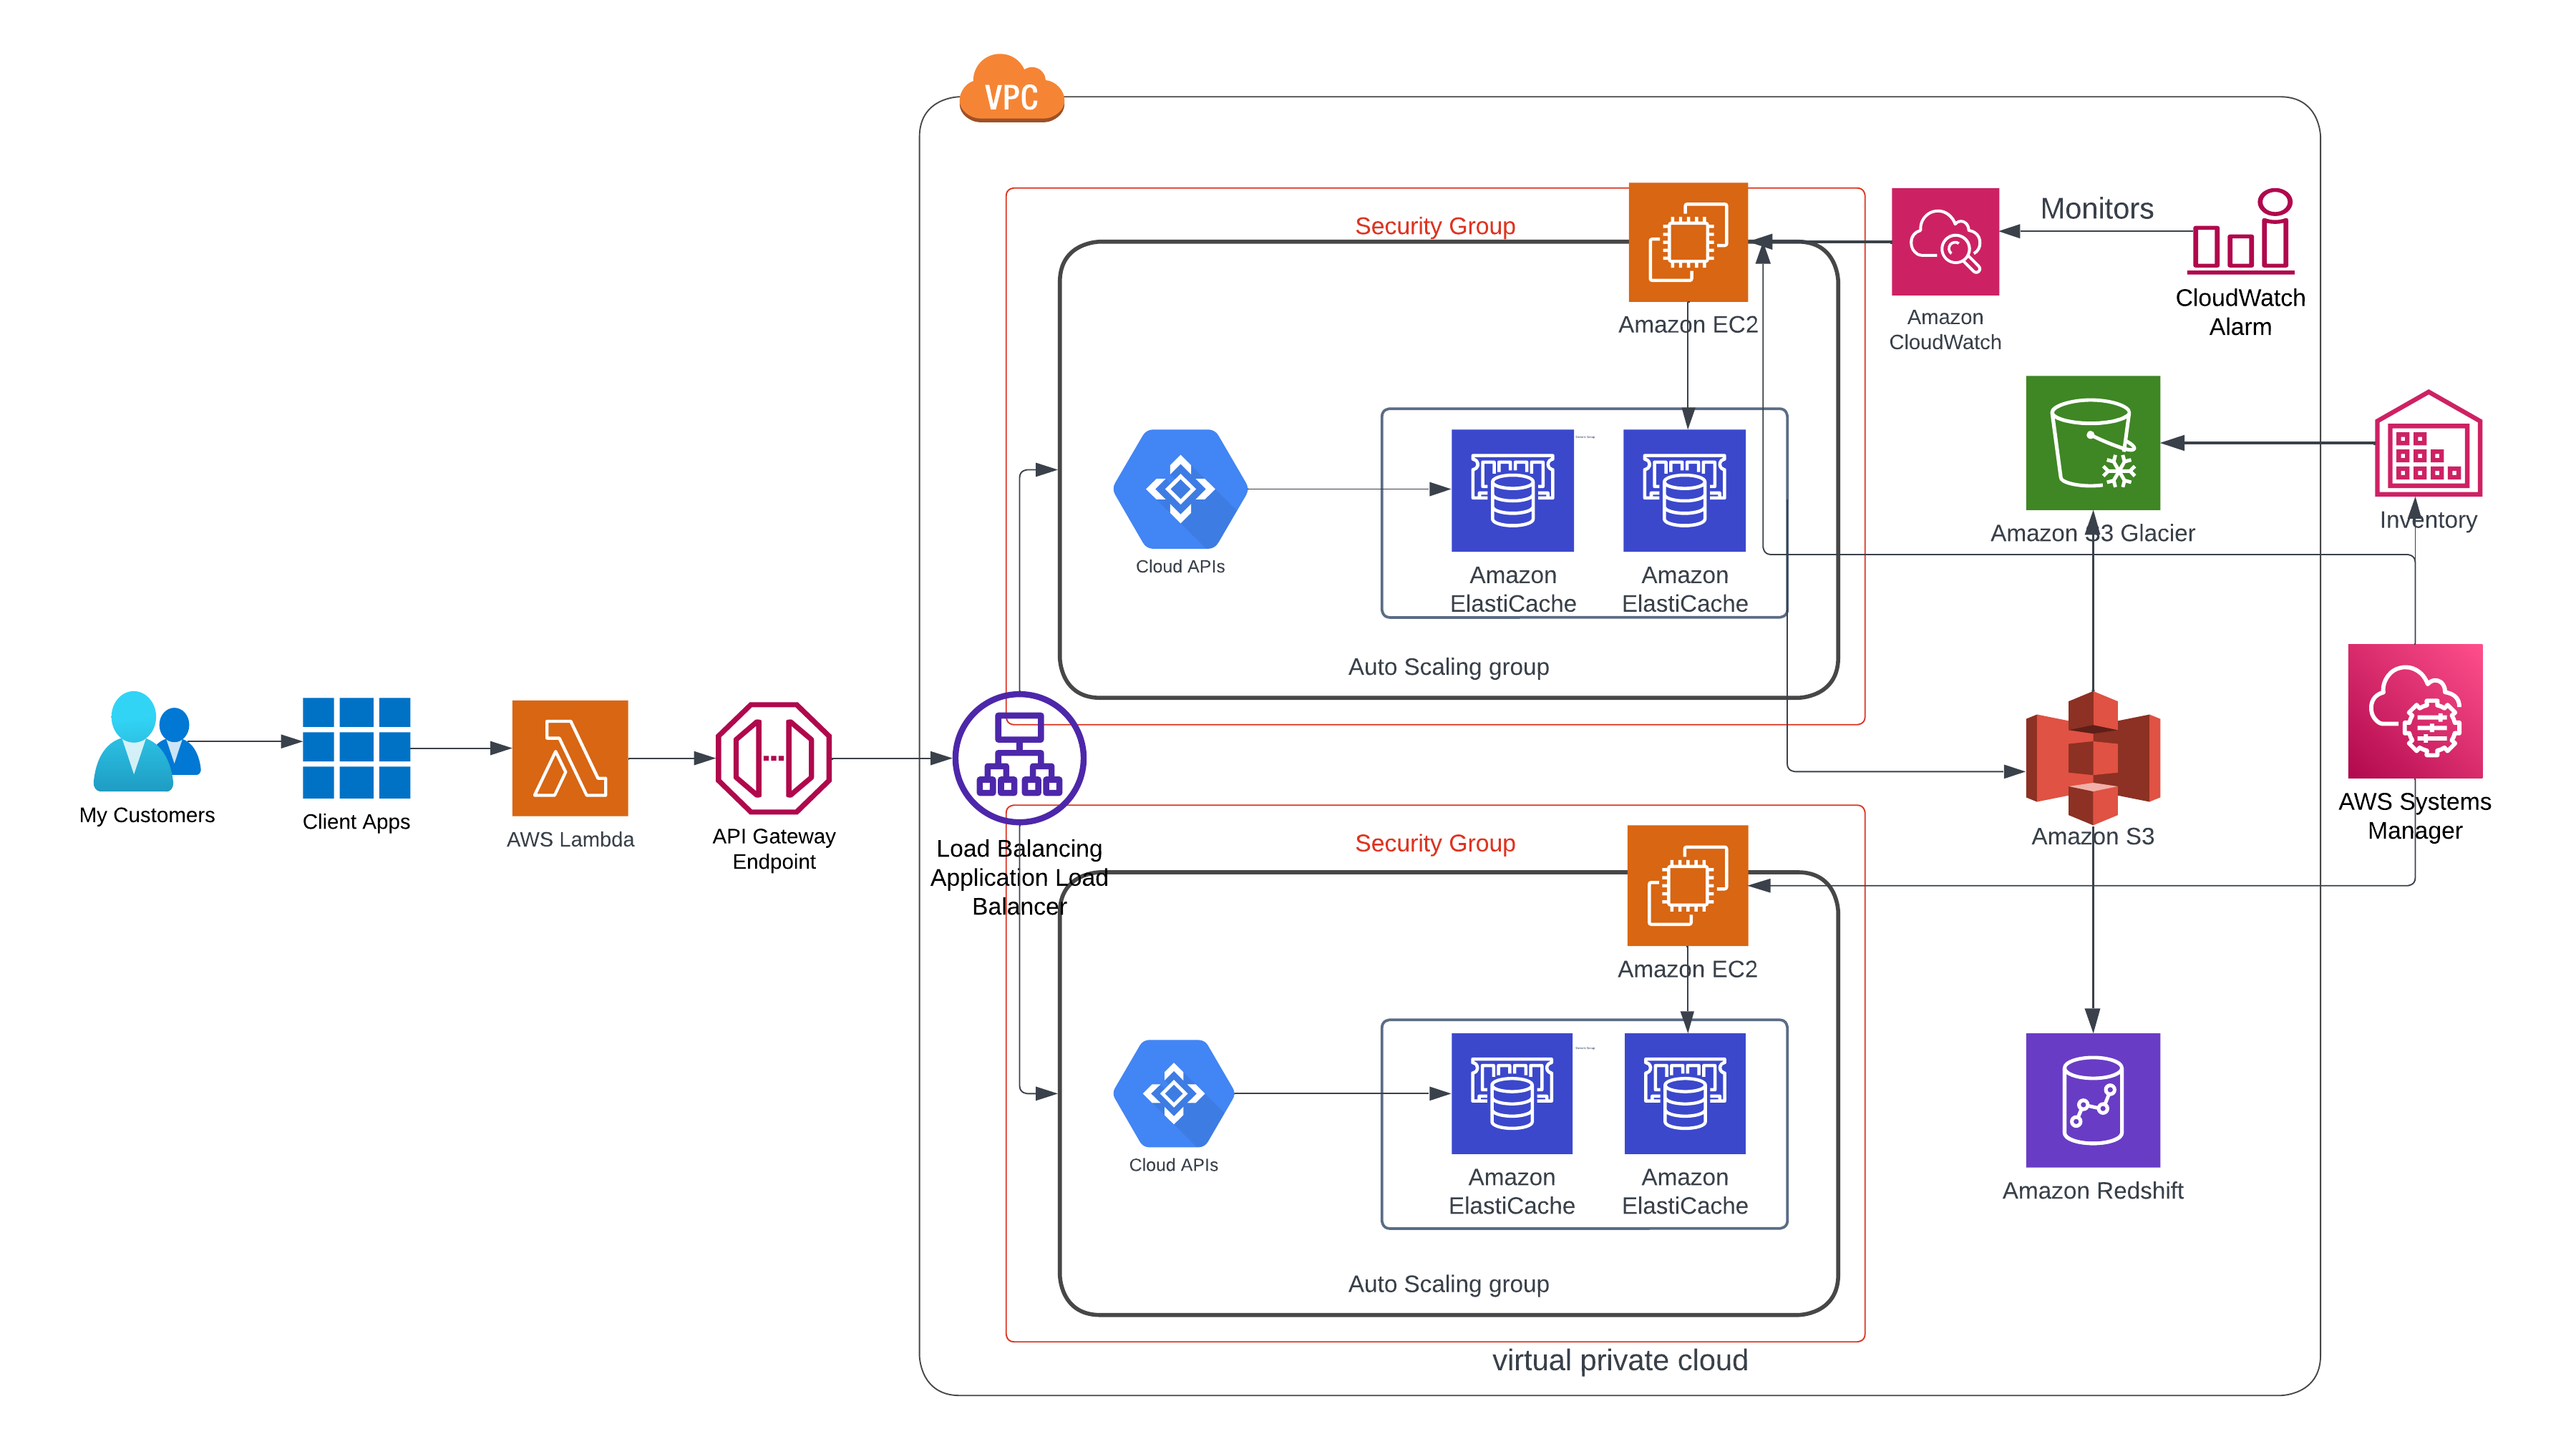 VPC
Security Group
Monitors
Amazon EC2
Amazon
CloudWatch
CloudWatch
Alarm
Cloud APIs
Amazon
ElastiCache
Amazon
ElastiCache
Amazon S3 Glacier
Inventory
Auto Scaling group
My Customers
Client Apps
AWS Lambda
API Gateway
Endpoint
Load Balancing
Application Load
Balancer
Security Group
Amazon S3
AWS Systems
Manager
Amazon EC2
Cloud APIs
Amazon
ElastiCache
Amazon
ElastiCache
Amazon Redshift
Auto Scaling group
virtual private cloud